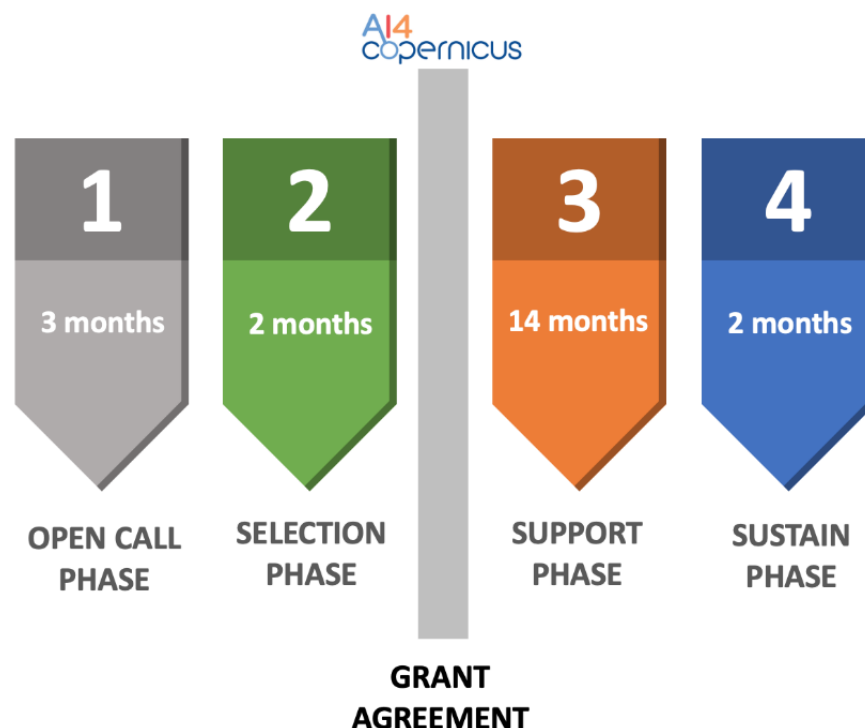 AI4
copernicus
1
2
3
4
3 months
2 months
14 months
2 months
OPEN CALL
PHASE
SELECTION
PHASE
SUPPORT
PHASE
SUSTAIN
PHASE
GRANT
AGREEMENT